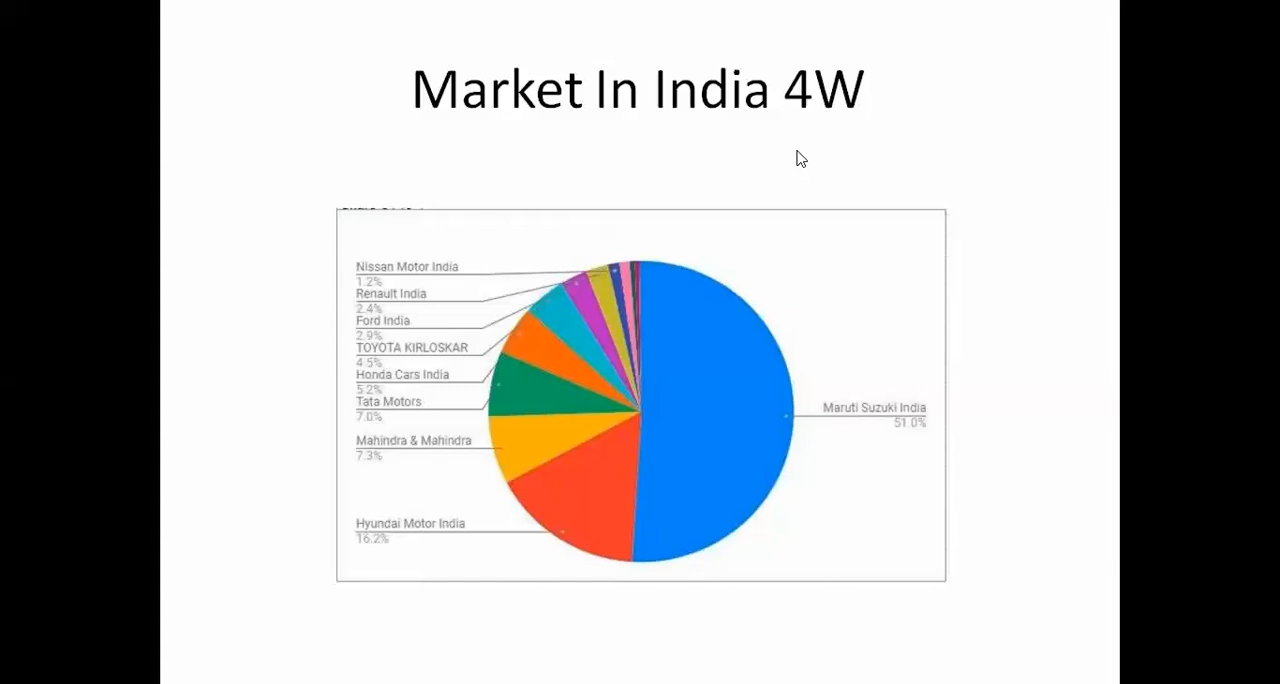 Market In India 4W
Nissan Motor India
1.2%
Renault India
2.4%
Ford India
2.9%
TOYOTA KIRLOSKAR
4.5%
Honda Cars India
5.2%
Tata Motors
7.0%
Mahindra & Mahindra
7.3%
Hyundai Motor India
16.2%
Maruti Suzuki India
51.0%